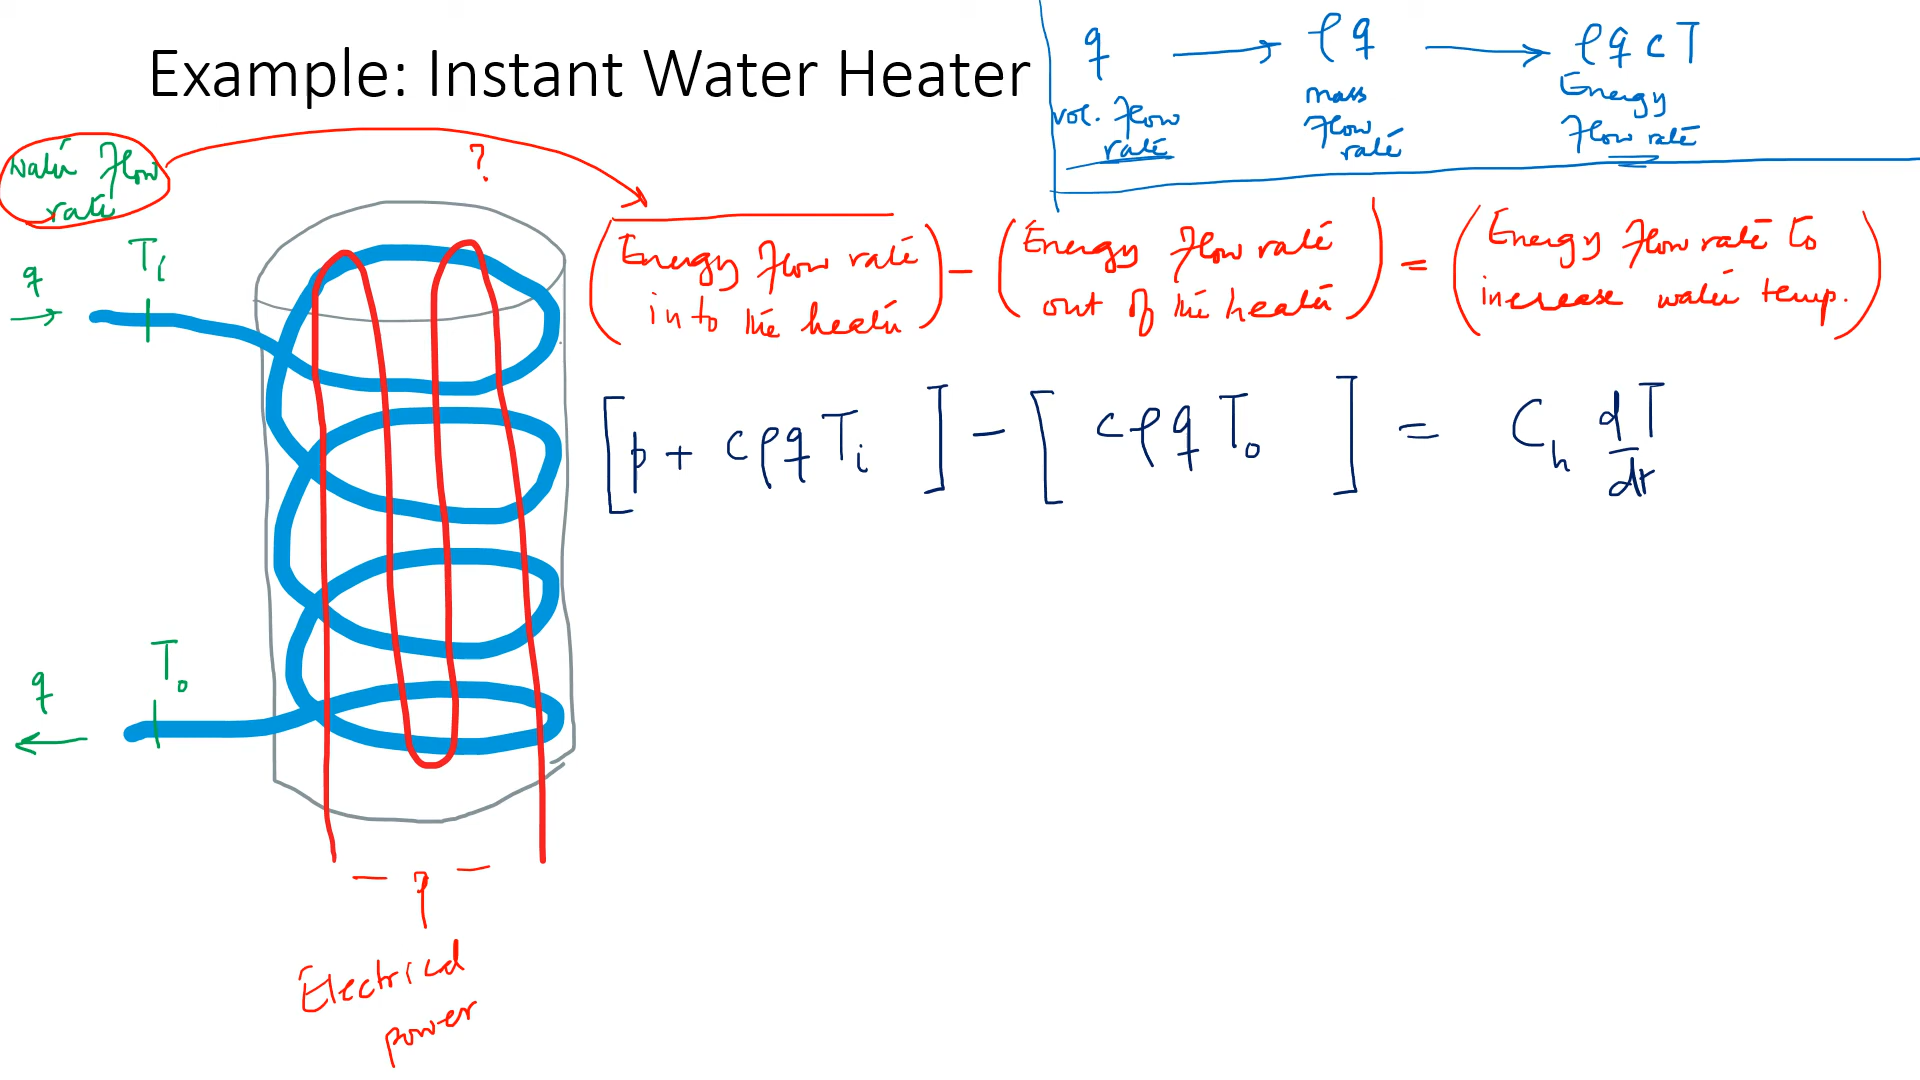 Example: Instant Water Heater
q → ρq → ρqcT
vol. flow rate
mass flow rate
Energy flow rate
water flow
rate
?
Ti
q
(Energy flow rate into the heater) − (Energy flow rate out of the heater) = (Energy flow rate to increase water temp.)
[p + cρqTi] − [cρqTo] = Ch dT/dt
To
q
Electrical
power